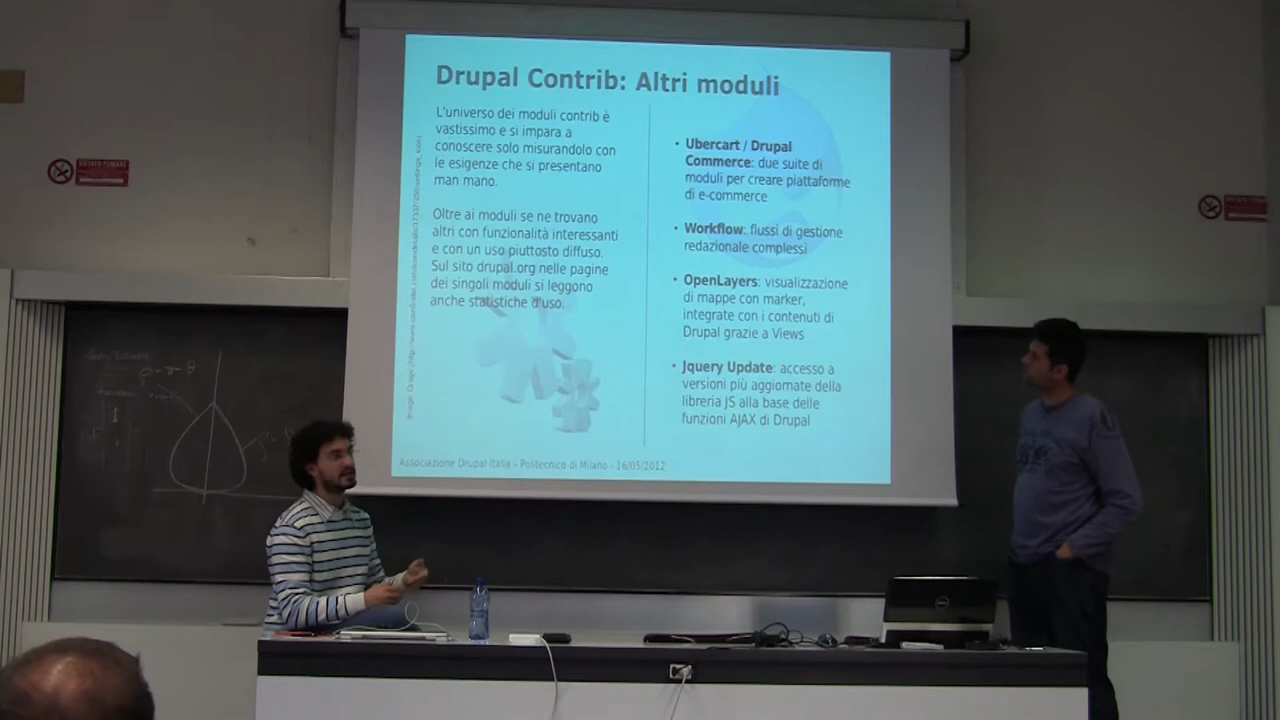 Drupal Contrib: Altri moduli
L'universo dei moduli contrib è
vastissimo e si impara a
conoscere solo misurandolo con
le esigenze che si presentano
man mano.
Oltre ai moduli se ne trovano
altri con funzionalità interessanti
e con un uso piuttosto diffuso.
Sul sito drupal.org nelle pagine
dei singoli moduli si leggono
anche statistiche d'uso.
• Ubercart / Drupal
Commerce: due suite di
moduli per creare piattaforme
di e-commerce
• Workflow: flussi di gestione
redazionale complessi
• OpenLayers: visualizzazione
di mappe con marker,
integrate con i contenuti di
Drupal grazie a Views
• Jquery Update: accesso a
versioni più aggiornate della
libreria JS alla base delle
funzioni AJAX di Drupal
Associazione Drupal Italia - Politecnico di Milano - 16/05/2012
VIETATO FUMARE
VIETATO FUMARE
DELL